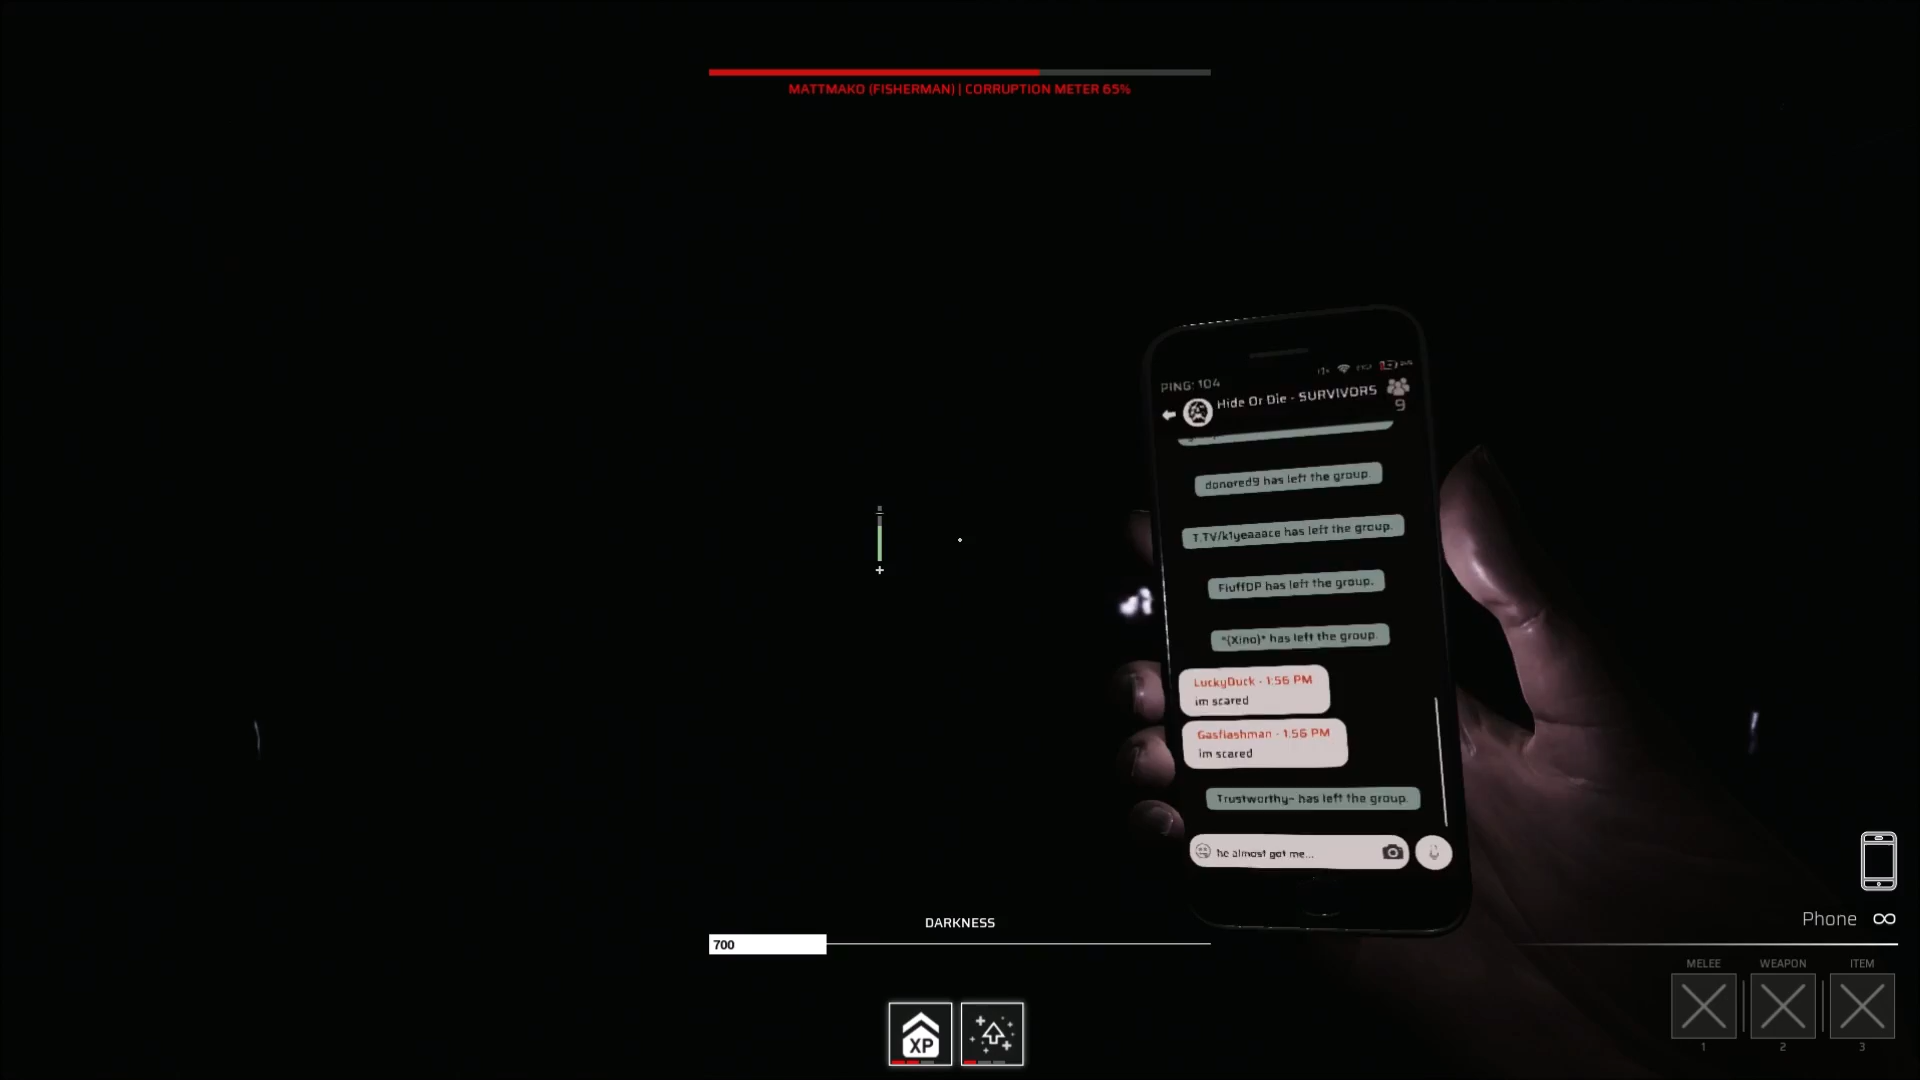 MATTMAKO (FISHERMAN) | CORRUPTION METER 65%
PING: 104
Hide Or Die - SURVIVORS
9
donared9 has left the group.
T.TV/k1yeaaace has left the group.
FluffDP has left the group.
*(Xino)* has left the group.
LuckyDuck - 1:56 PM
im scared
Gasflashman - 1:56 PM
im scared
Trustworthy~ has left the group.
he almost got me...
Phone ∞
DARKNESS
700
XP
MELEE WEAPON ITEM
1 2 3